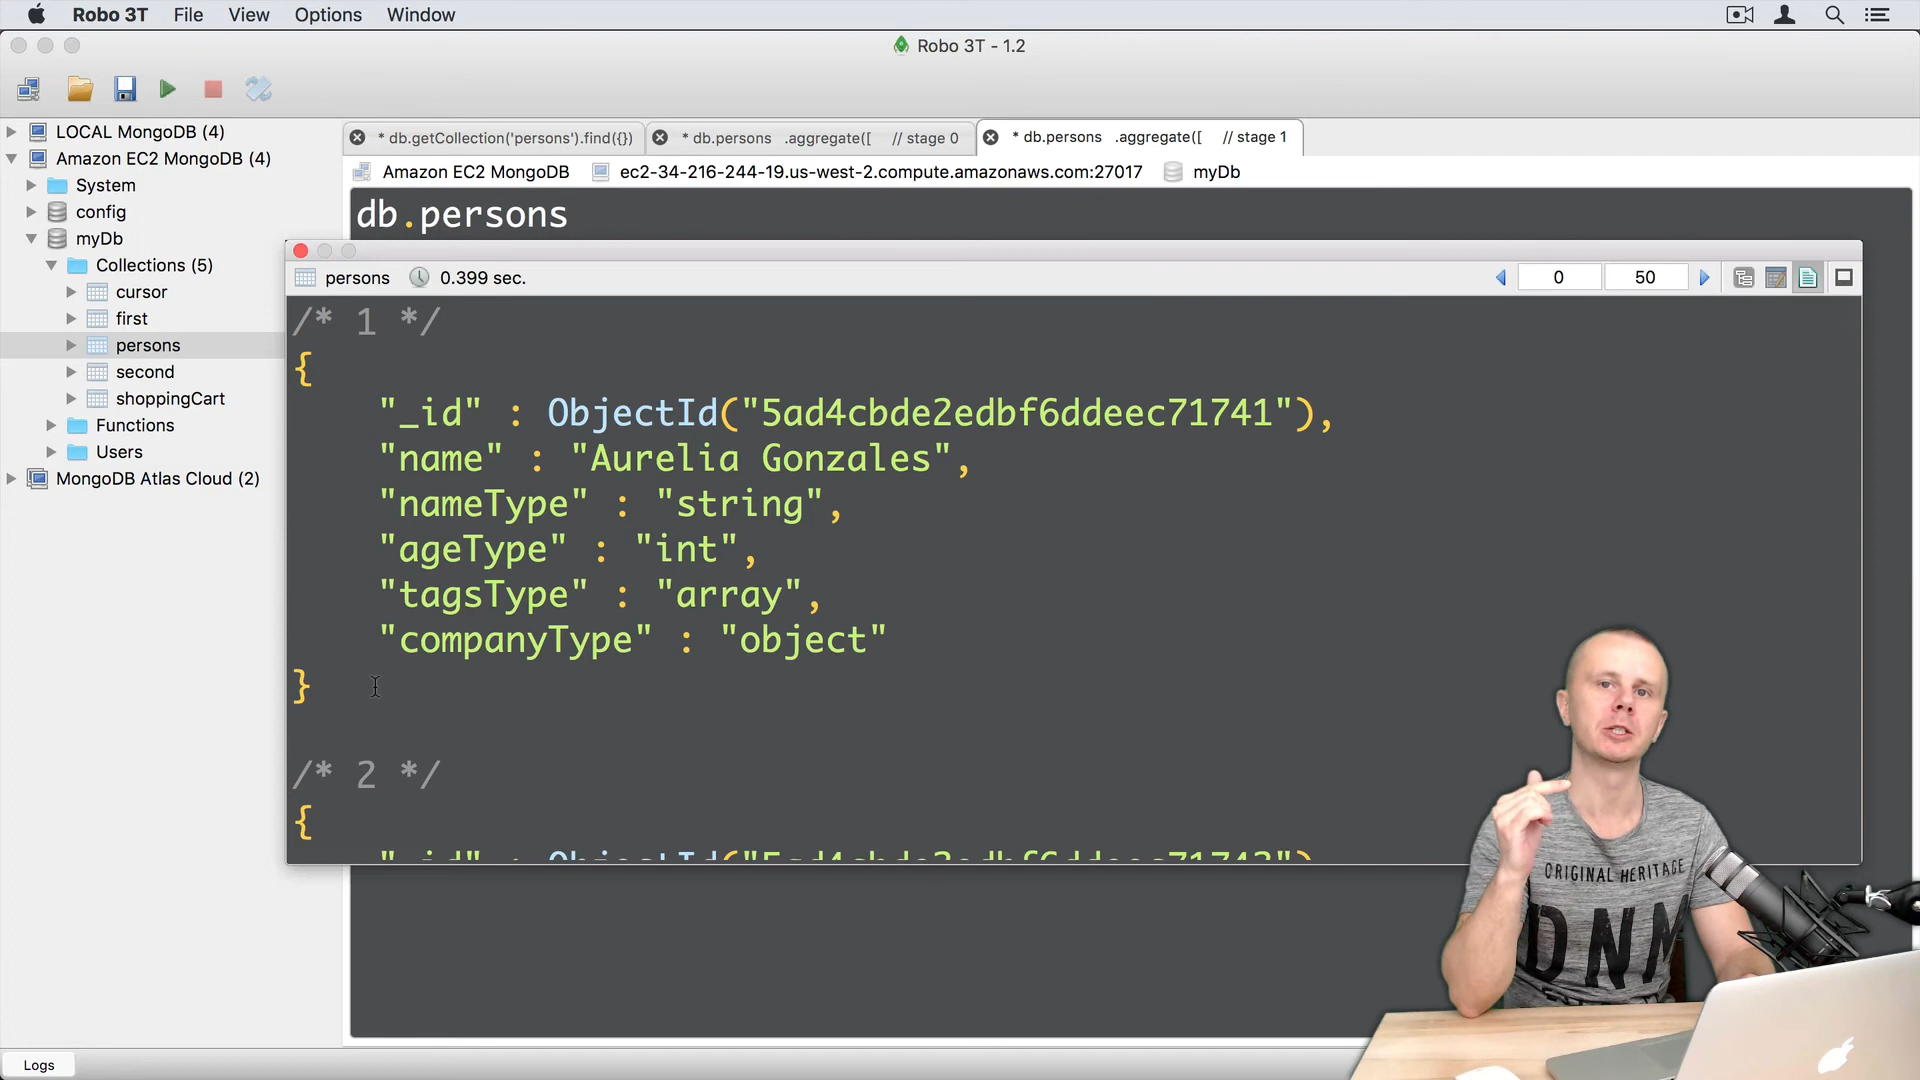 Robo 3T File View Options Window
Robo 3T - 1.2
LOCAL MongoDB (4)
Amazon EC2 MongoDB (4)
System
config
myDb
Collections (5)
cursor
first
persons
second
shoppingCart
Functions
Users
MongoDB Atlas Cloud (2)
* db.getCollection('persons').find({})
* db.persons .aggregate([ // stage 0
* db.persons .aggregate([ // stage 1
Amazon EC2 MongoDB ec2-34-216-244-19.us-west-2.compute.amazonaws.com:27017 myDb
db.persons
persons 0.399 sec. 0 50
/* 1 */
{
"_id" : ObjectId("5ad4cbde2edbf6ddeec71741"),
"name" : "Aurelia Gonzales",
"nameType" : "string",
"ageType" : "int",
"tagsType" : "array",
"companyType" : "object"
}
/* 2 */
{
ORIGINAL HERITAGE
DNM
Logs